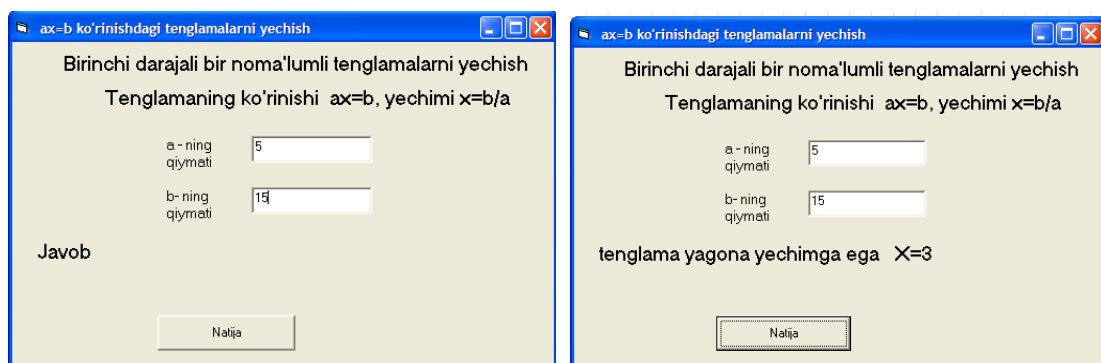 ax=b ko'rinishdagi tenglamalarni yechish
Birinchi darajali bir noma'lumli tenglamalarni yechish
Tenglamaning ko'rinishi ax=b, yechimi x=b/a
a - ning
qiymati
5
b- ning
qiymati
15
Javob
Natija
ax=b ko'rinishdagi tenglamalarni yechish
Birinchi darajali bir noma'lumli tenglamalarni yechish
Tenglamaning ko'rinishi ax=b, yechimi x=b/a
a - ning
qiymati
5
b- ning
qiymati
15
tenglama yagona yechimga ega X=3
Natija